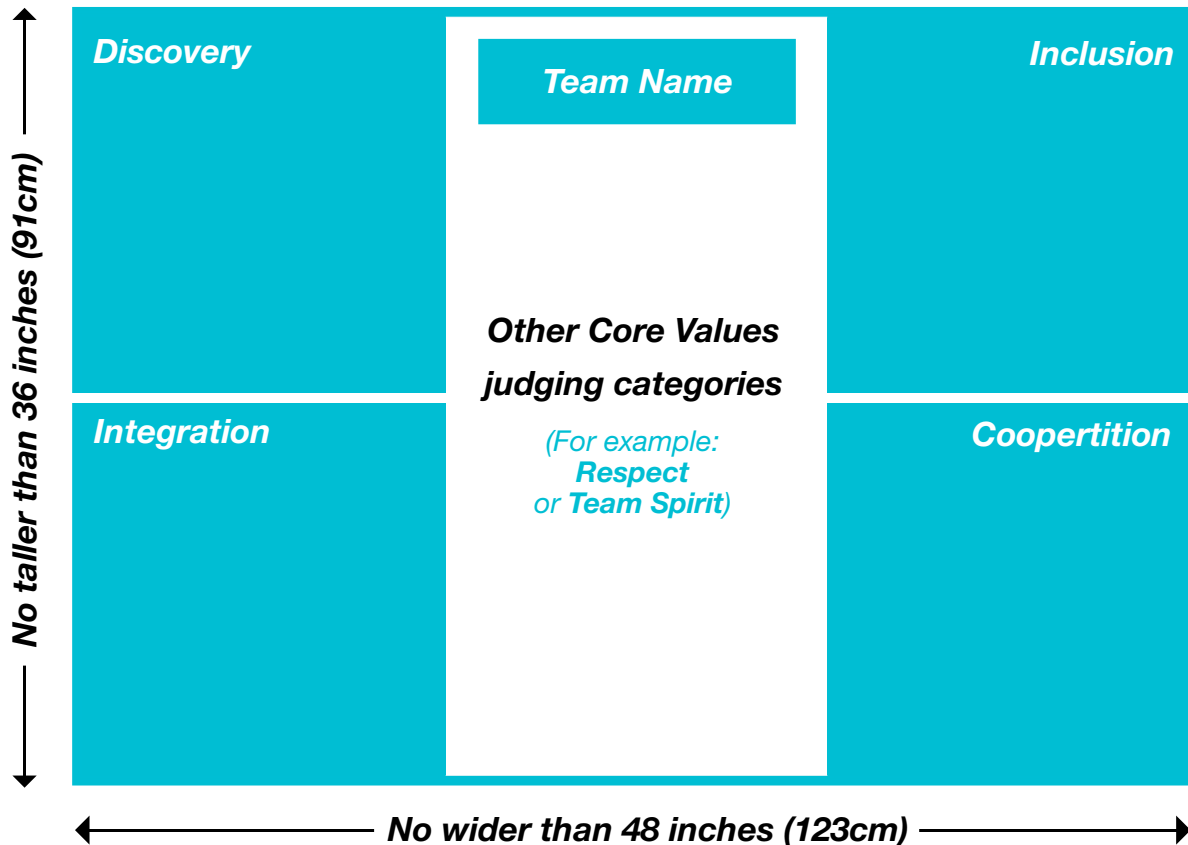 Discovery
Team Name
Inclusion
No taller than 36 inches (91cm)
Other Core Values
judging categories
(For example:
Respect
or Team Spirit)
Integration
Coopertition
No wider than 48 inches (123cm)